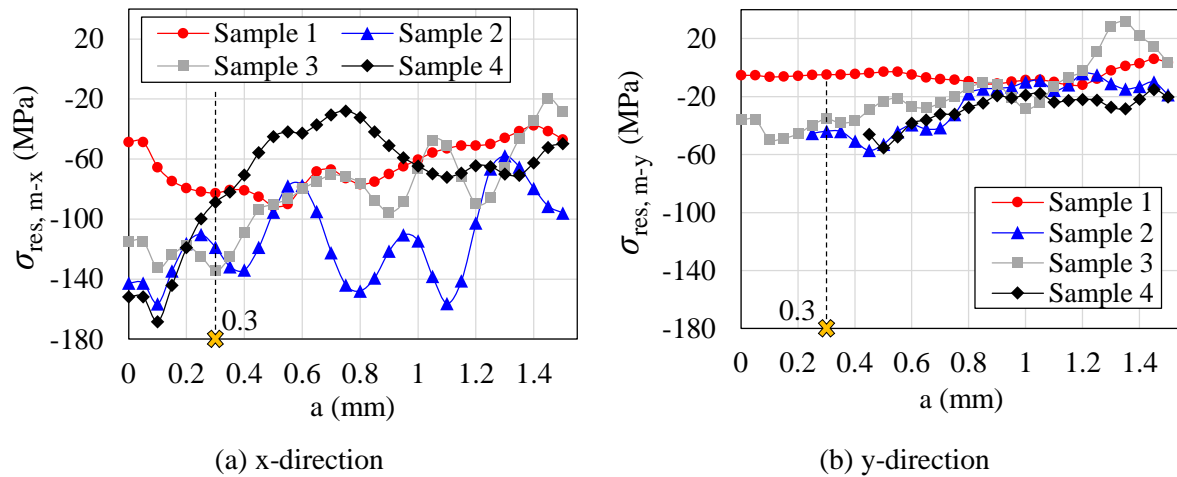 20
-20
-60
-100
-140
-180
σres, m-x (MPa)
Sample 1
Sample 2
Sample 3
Sample 4
0.3
0 0.2 0.4 0.6 0.8 1 1.2 1.4
a (mm)
(a) x-direction
20
-20
-60
-100
-140
-180
σres, m-y (MPa)
Sample 1
Sample 2
Sample 3
Sample 4
0.3
0 0.2 0.4 0.6 0.8 1 1.2 1.4
a (mm)
(b) y-direction